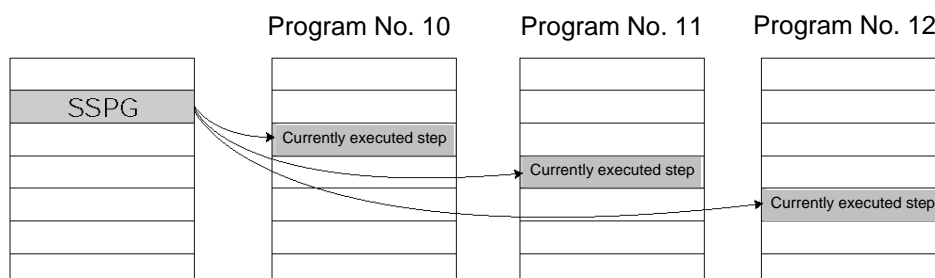 Program No. 10 Program No. 11 Program No. 12
SSPG
Currently executed step
Currently executed step
Currently executed step